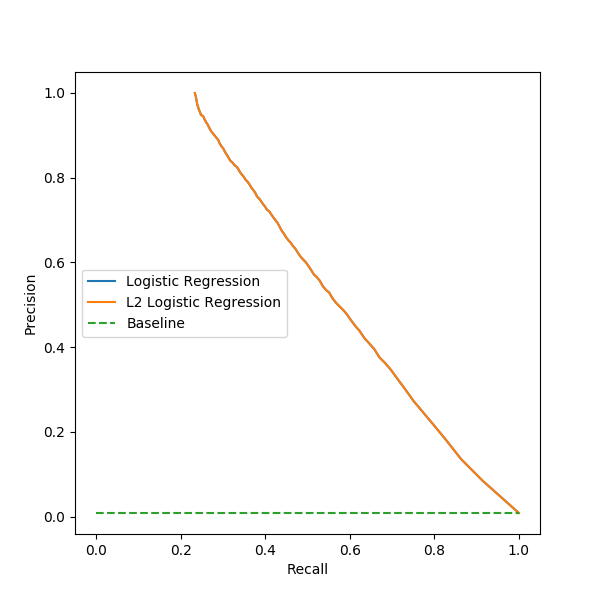 1.0
0.8
0.6
0.4
0.2
0.0
Precision
Logistic Regression
L2 Logistic Regression
Baseline
0.0 0.2 0.4 0.6 0.8 1.0
Recall